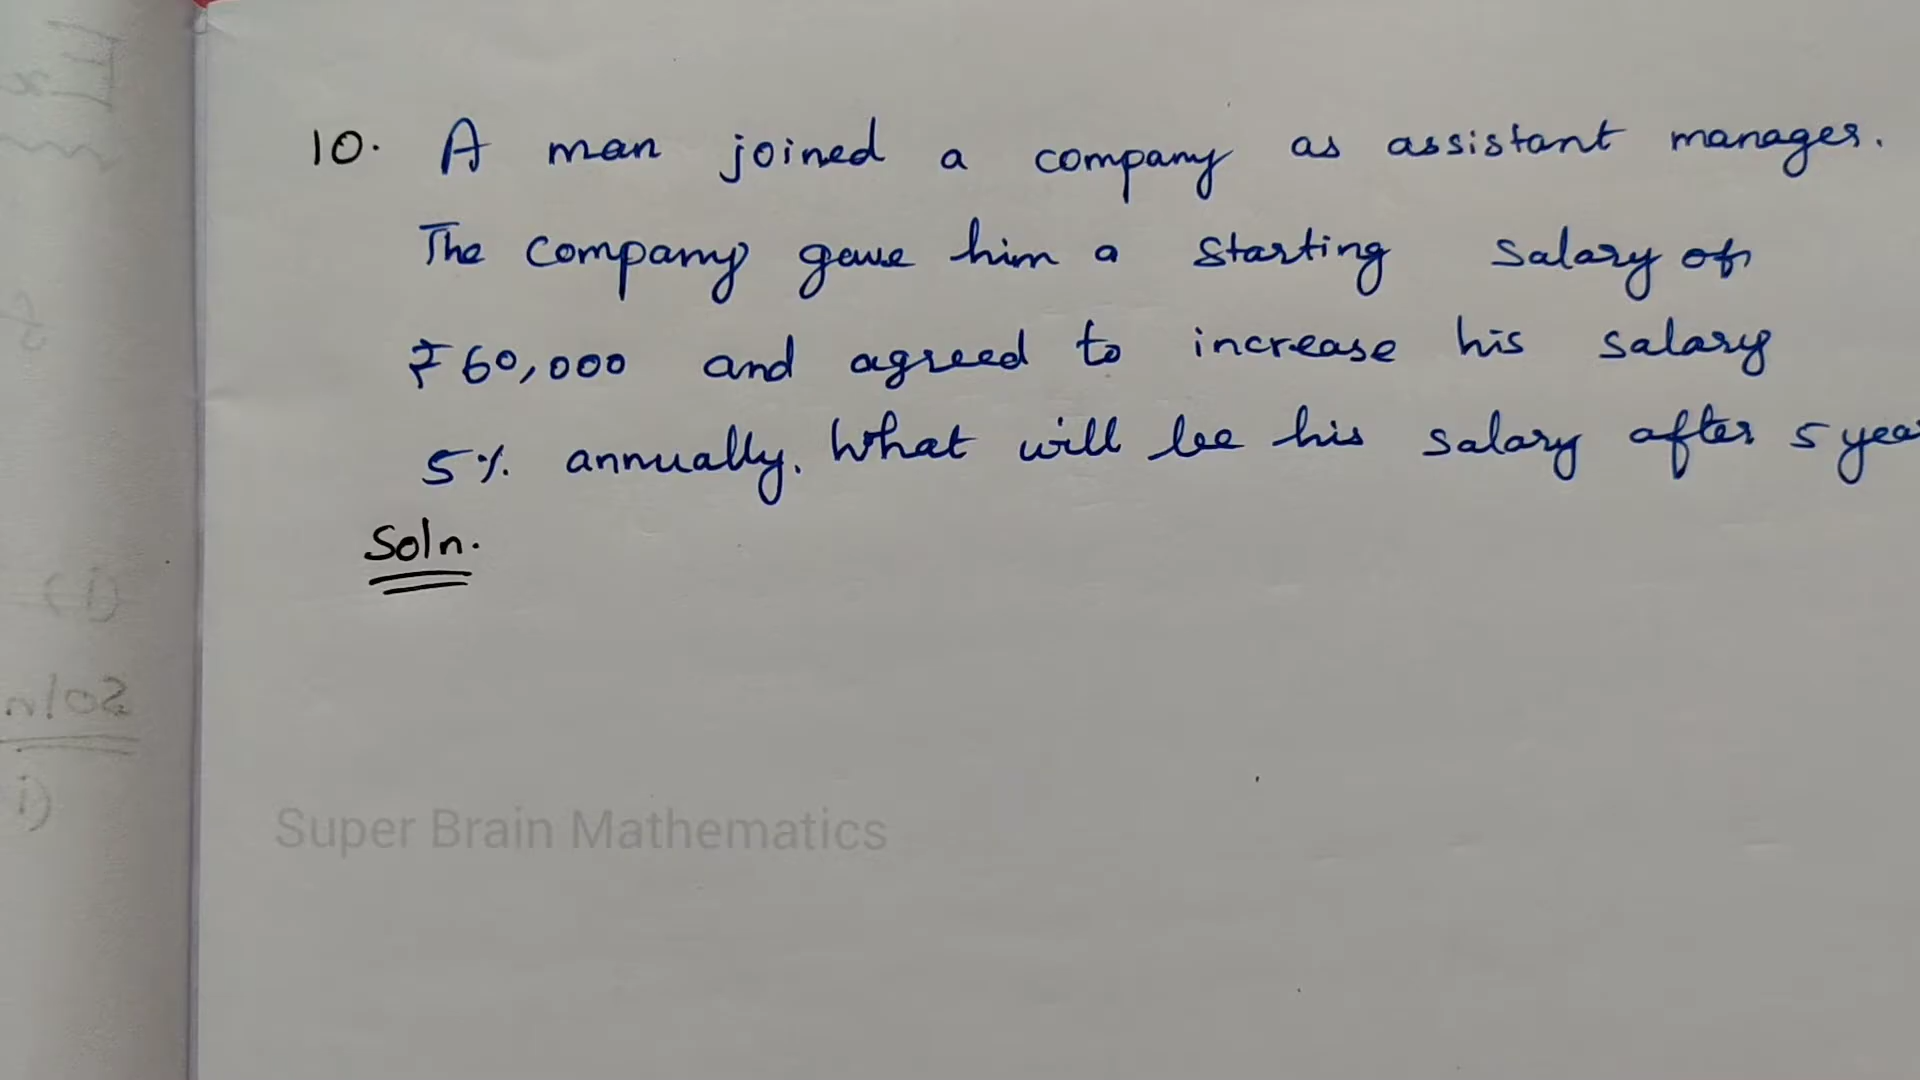 10. A man joined a company as assistant manager.
The company gave him a starting salary of
₹60,000 and agreed to increase his salary
5% annually. What will be his salary after 5 year
Soln.
Super Brain Mathematics